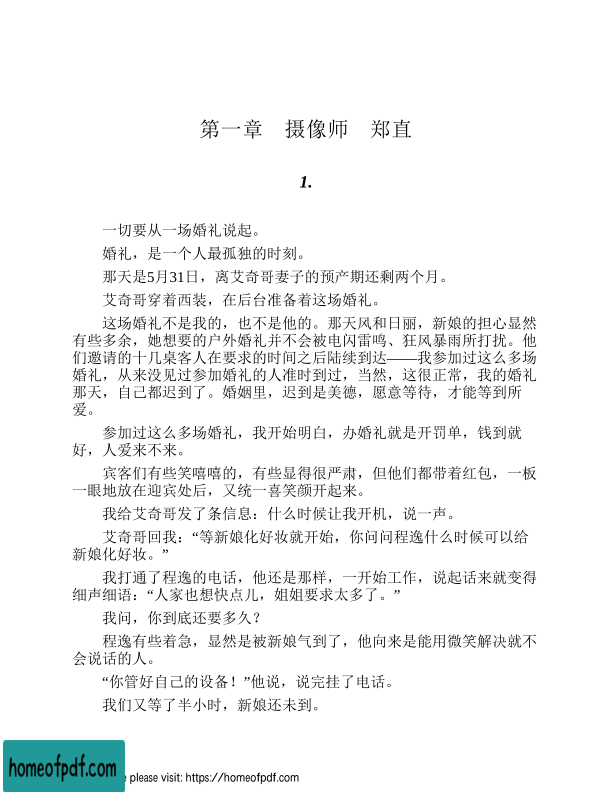 第一章　摄像师　郑直
1.
一切要从一场婚礼说起。
婚礼，是一个人最孤独的时刻。
那天是5月31日，离艾奇哥妻子的预产期还剩两个月。
艾奇哥穿着西装，在后台准备着这场婚礼。
这场婚礼不是我的，也不是他的。那天风和日丽，新娘的担心显然
有些多余，她想要的户外婚礼并不会被电闪雷鸣、狂风暴雨所打扰。他
们邀请的十几桌客人在要求的时间之后陆续到达——我参加过这么多场
婚礼，从来没见过参加婚礼的人准时到过，当然，这很正常，我的婚礼
那天，自己都迟到了。婚姻里，迟到是美德，愿意等待，才能等到所
爱。
参加过这么多场婚礼，我开始明白，办婚礼就是开罚单，钱到就
好，人爱来不来。
宾客们有些笑嘻嘻的，有些显得很严肃，但他们都带着红包，一板
一眼地放在迎宾处后，又统一喜笑颜开起来。
我给艾奇哥发了条信息：什么时候让我开机，说一声。
艾奇哥回我：“等新娘化好妆就开始，你问问程逸什么时候可以给
新娘化好妆。”
我打通了程逸的电话，他还是那样，一开始工作，说起话来就变得
细声细语：“人家也想快点儿，姐姐要求太多了。”
我问，你到底还要多久？
程逸有些着急，显然是被新娘气到了，他向来是能用微笑解决就不
会说话的人。
“你管好自己的设备！”他说，说完挂了电话。
我们又等了半小时，新娘还未到。
homeofpdf.com
e please visit: https://homeofpdf.com